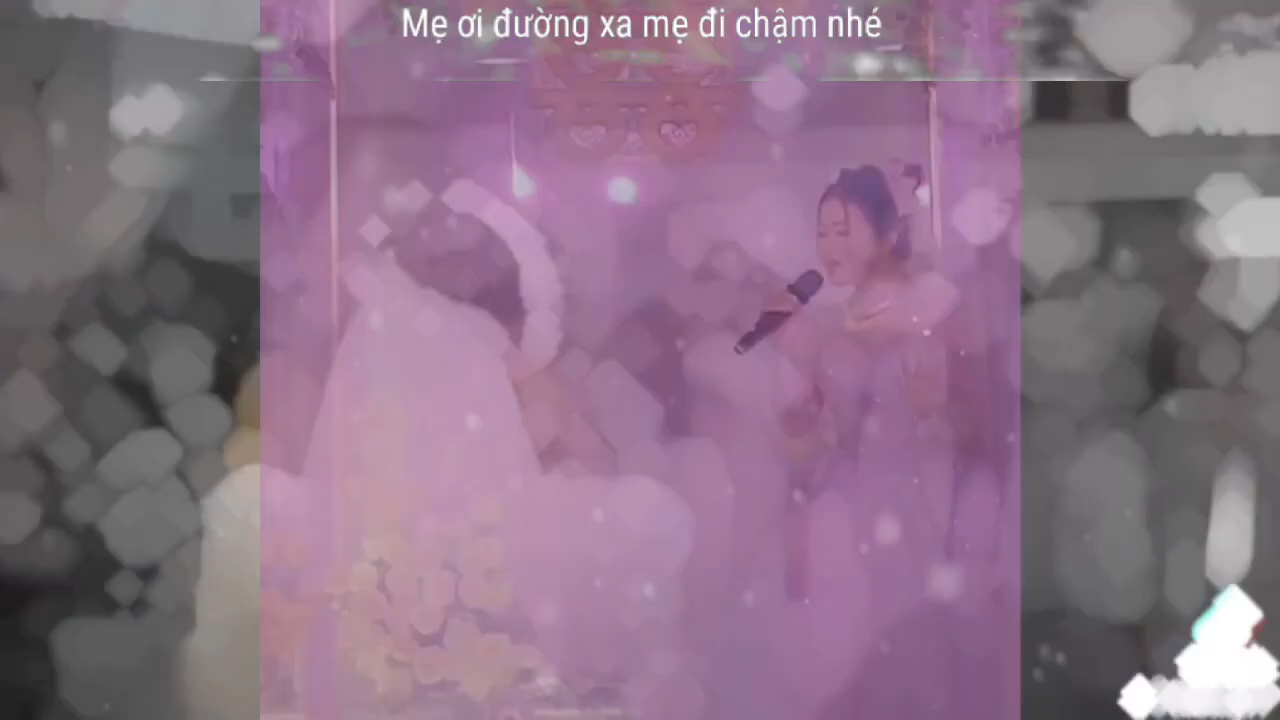 Mẹ ơi đường xa mẹ đi chậm nhé